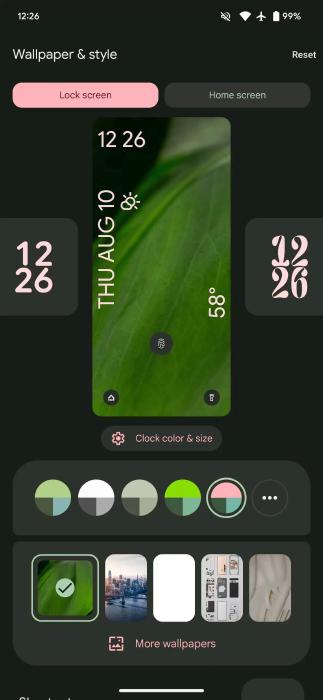 12:26
99%
Wallpaper & style
Reset
Lock screen
Home screen
12 26
THU AUG 10
58°
12
26
12
26
Clock color & size
More wallpapers